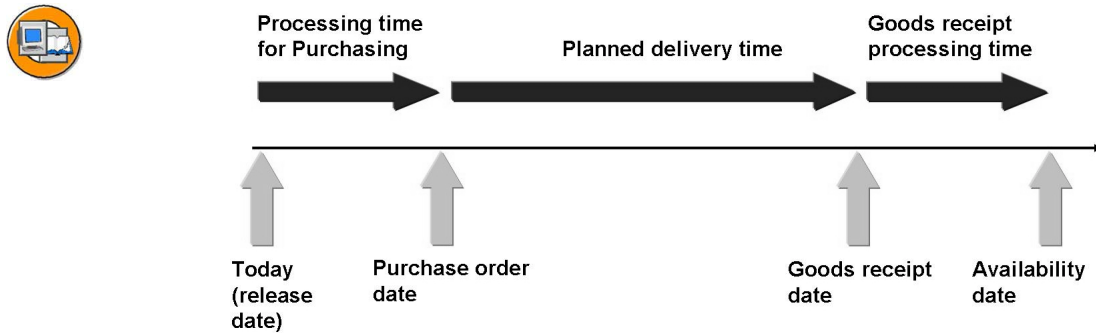 Processing time
for Purchasing
Planned delivery time
Goods receipt
processing time
Today
(release
date)
Purchase order
date
Goods receipt
date
Availability
date